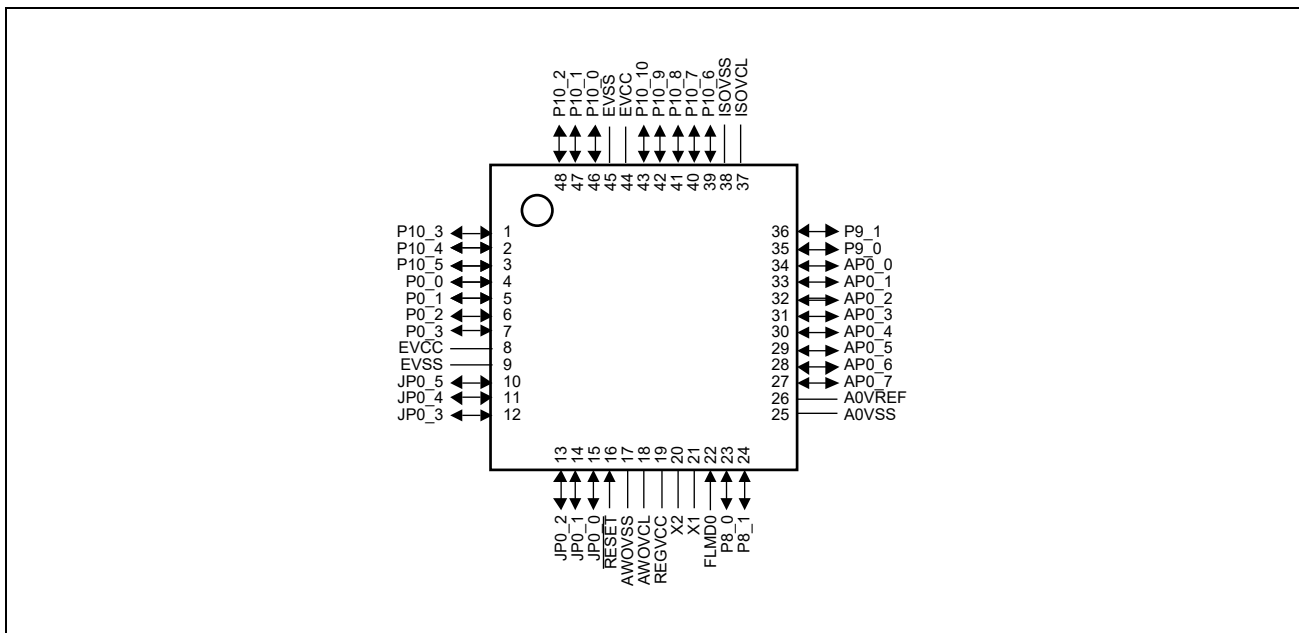 P10_2
P10_1
P10_0
EVSS
EVCC
P10_10
P10_9
P10_8
P10_7
P10_6
ISOVSS
ISOVCL
48
47
46
45
44
43
42
41
40
39
38
37
P10_3 1
P10_4 2
P10_5 3
P0_0 4
P0_1 5
P0_2 6
P0_3 7
EVCC 8
EVSS 9
JP0_5 10
JP0_4 11
JP0_3 12
36 P9_1
35 P9_0
34 AP0_0
33 AP0_1
32 AP0_2
31 AP0_3
30 AP0_4
29 AP0_5
28 AP0_6
27 AP0_7
26 A0VREF
25 A0VSS
13
14
15
16
17
18
19
20
21
22
23
24
JP0_2
JP0_1
JP0_0
RESET
AWOVSS
AWOVCL
REGVCC
X2
X1
FLMD0
P8_0
P8_1